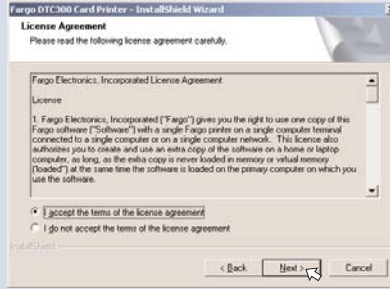 Fargo DTC300 Card Printer - InstallShield Wizard
License Agreement
Please read the following license agreement carefully.
Fargo Electronics, Incorporated License Agreement
License
1. Fargo Electronics, Incorporated ("Fargo") gives you the right to use one copy of this
Fargo software ("Software") with a single Fargo printer on a single computer terminal
connected to a single computer or on a single computer network. This license also
authorizes you to create and use an extra copy of the software on a home or laptop
computer, as long, as the extra copy is never loaded in memory or virtual memory
("loaded") at the same time the software is loaded on the primary computer on which you
use the software.
I accept the terms of the license agreement
I do not accept the terms of the license agreement
InstallShield
< Back
Next >
Cancel